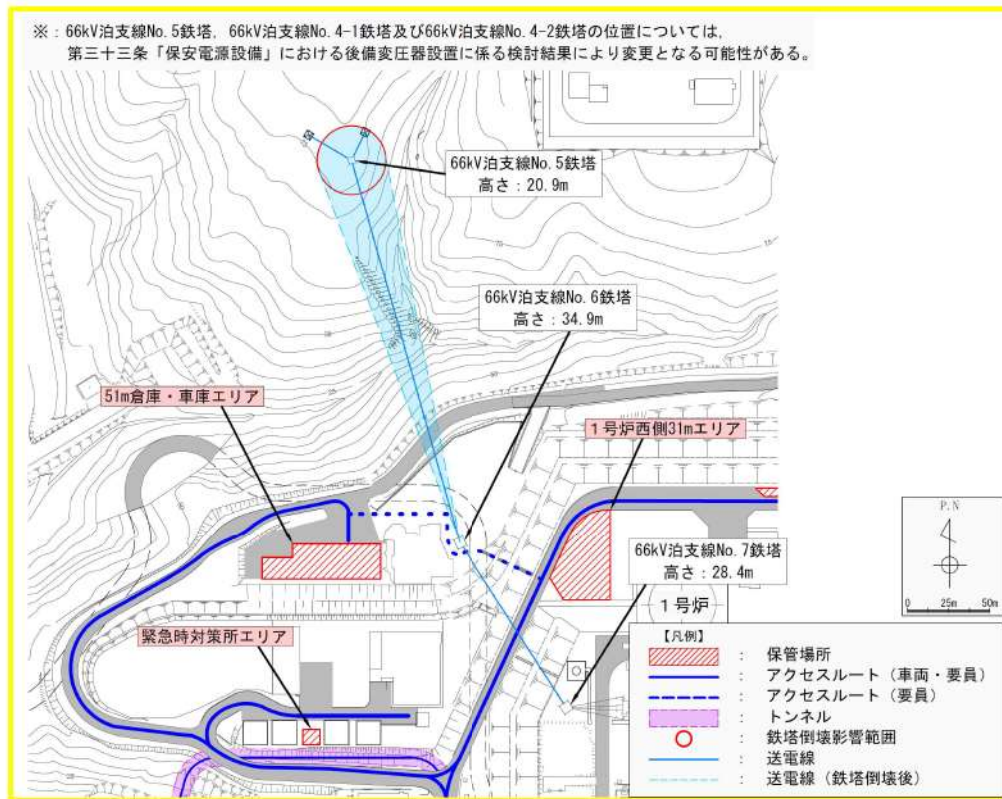 ※：66kV泊支線No.5鉄塔，66kV泊支線No.4-1鉄塔及び66kV泊支線No.4-2鉄塔の位置については，
第三十三条「保安電源設備」における後備変圧器設置に係る検討結果により変更となる可能性がある。
66kV泊支線No.5鉄塔
高さ：20.9m
66kV泊支線No.6鉄塔
高さ：34.9m
51m倉庫・車庫エリア
１号炉西側31mエリア
66kV泊支線No.7鉄塔
高さ：28.4m
P.N
0 25m 50m
１号炉
緊急時対策所エリア
【凡例】
： 保管場所
： アクセスルート（車両・要員）
： アクセスルート（要員）
： トンネル
： 鉄塔倒壊影響範囲
： 送電線
： 送電線（鉄塔倒壊後）